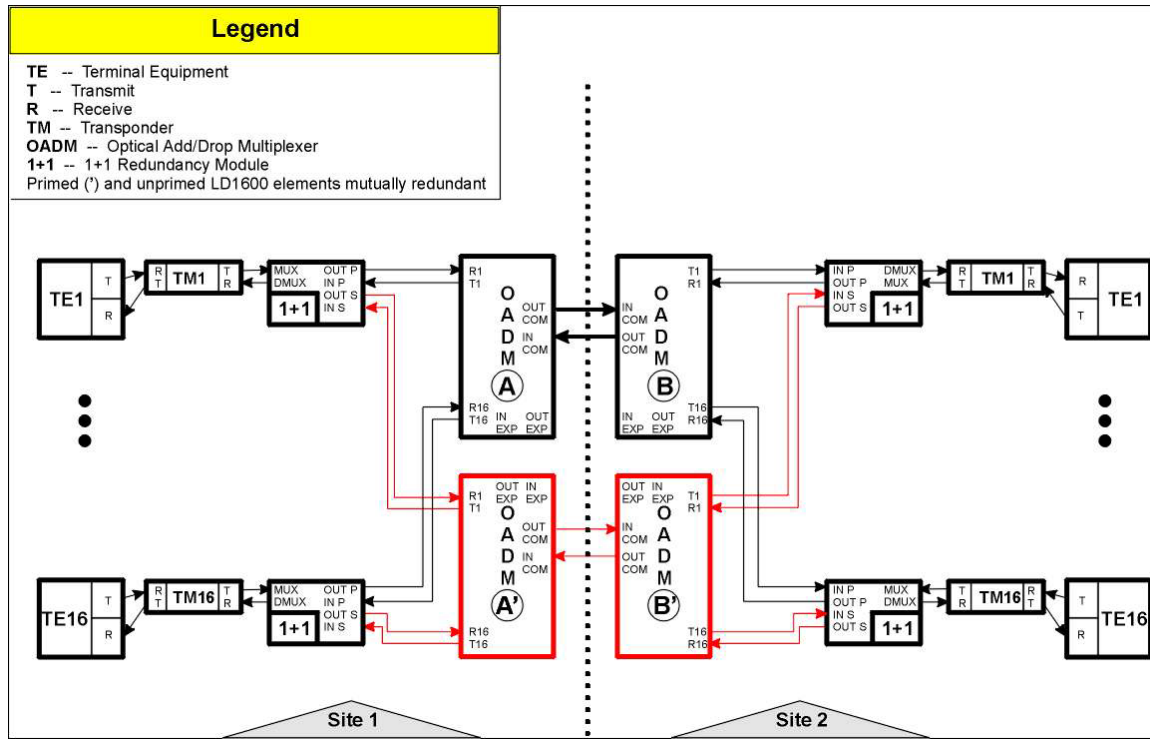 Legend
TE -- Terminal Equipment
T -- Transmit
R -- Receive
TM -- Transponder
OADM -- Optical Add/Drop Multiplexer
1+1 -- 1+1 Redundancy Module
Primed (') and unprimed LD1600 elements mutually redundant
TE1
T
R
R
T
TM1
T
R
MUX
DMUX
OUT P
IN P
OUT S
IN S
1+1
R1
T1
OADM
A
OUT COM
IN COM
R16
T16
IN EXP
OUT EXP
IN COM
OUT COM
OADM
B
T1
R1
T16
R16
IN EXP
OUT EXP
IN P
OUT P
IN S
OUT S
DMUX
MUX
1+1
T
R
TM1
T
R
R
T
TE1
R1
T1
OUT EXP
IN EXP
OADM
A'
OUT COM
IN COM
R16
T16
OUT EXP
IN EXP
IN COM
OUT COM
OADM
B'
T1
R1
T16
R16
TE16
T
R
R
T
TM16
T
R
MUX
DMUX
OUT P
IN P
OUT S
IN S
1+1
IN P
OUT P
IN S
OUT S
MUX
DMUX
1+1
T
R
TM16
R
T
T
R
TE16
Site 1
Site 2